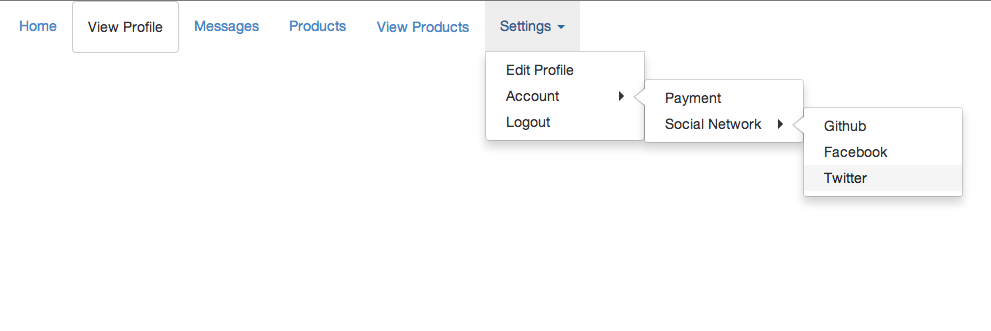 Home View Profile Messages Products View Products Settings
Edit Profile
Account
Logout
Payment
Social Network
Github
Facebook
Twitter